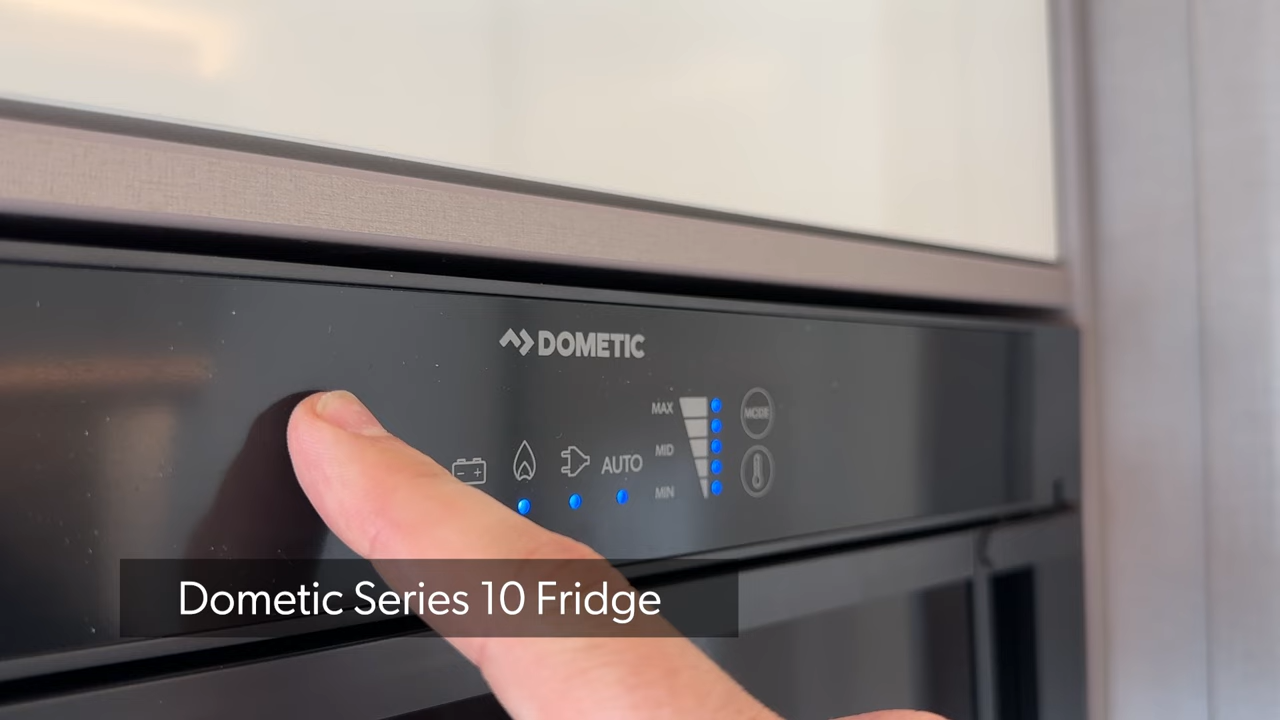 DOMETIC
MAX
MODE
MID
AUTO
MIN
Dometic Series 10 Fridge